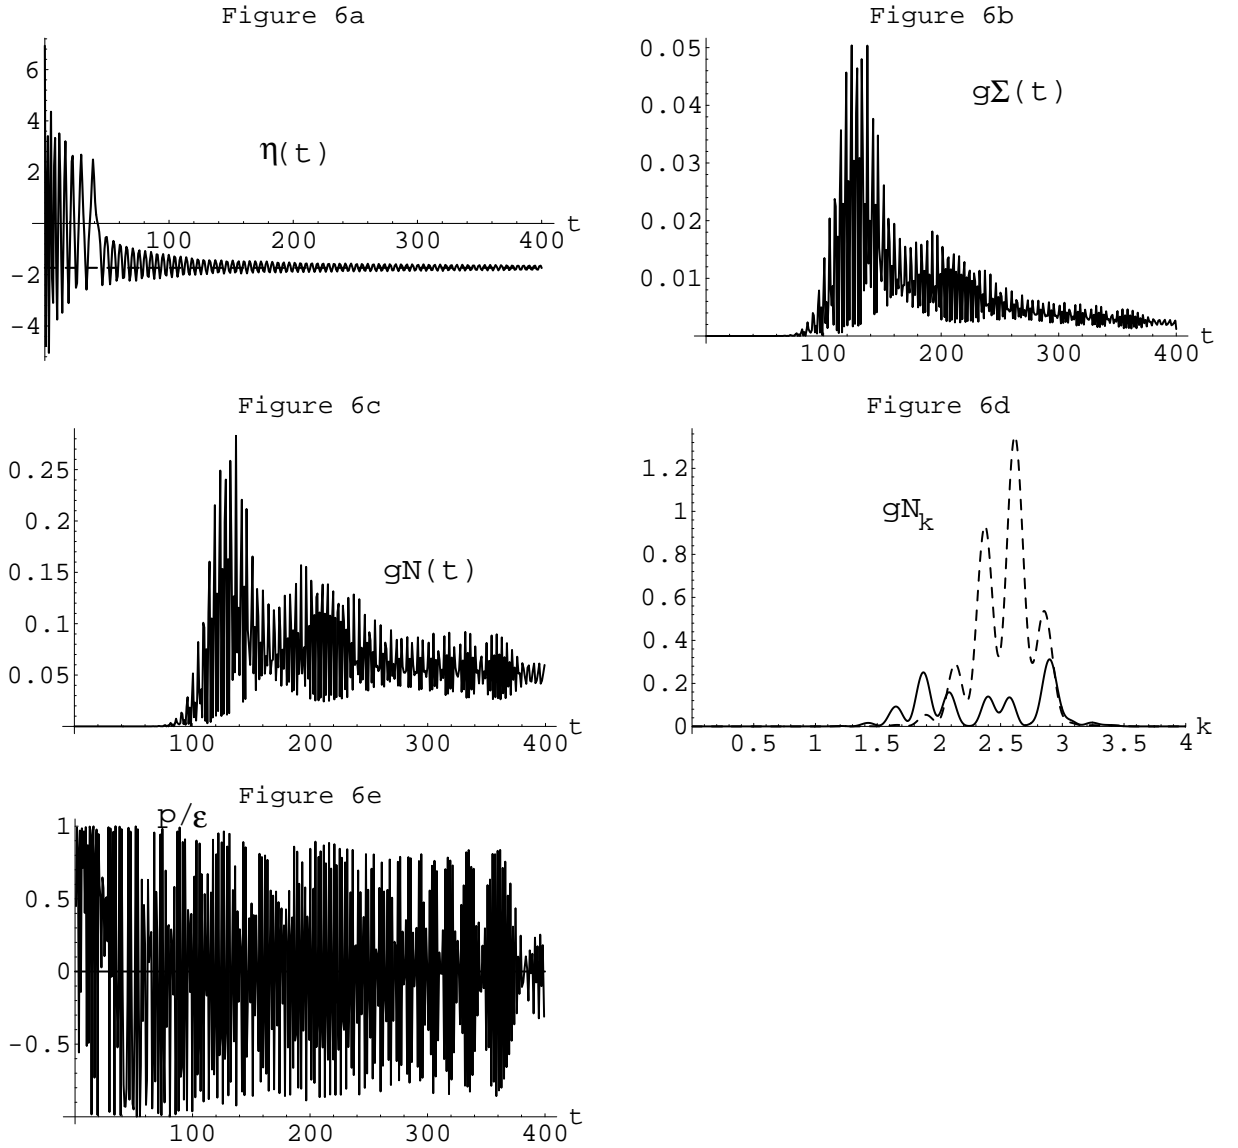 Figure 6a
6
4
2
-2
-4
η(t)
100 200 300 400 t
Figure 6b
0.05
0.04
0.03
0.02
0.01
gΣ(t)
100 200 300 400 t
Figure 6c
0.25
0.2
0.15
0.1
0.05
gN(t)
100 200 300 400 t
Figure 6d
1.2
1
0.8
0.6
0.4
0.2
0
gNk
0.5 1 1.5 2 2.5 3 3.5 4 k
Figure 6e
p/ε
1
0.5
0
-0.5
100 200 300 400 t